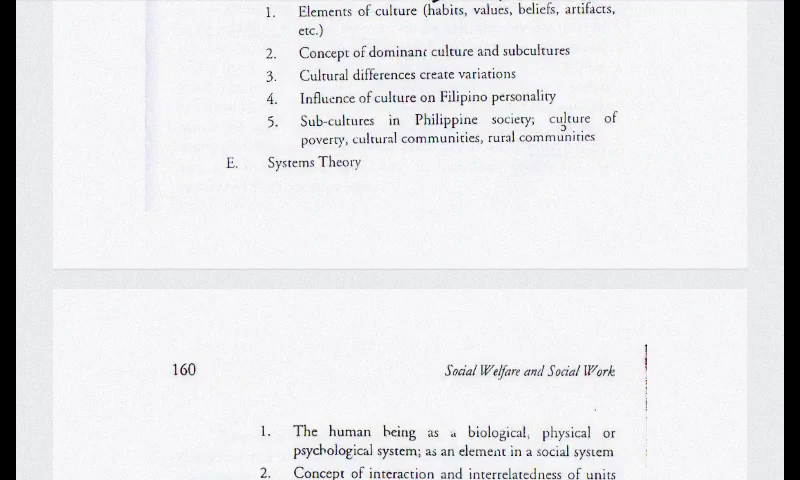 1. Elements of culture (habits, values, beliefs, artifacts,
etc.)
2. Concept of dominant culture and subcultures
3. Cultural differences create variations
4. Influence of culture on Filipino personality
5. Sub-cultures in Philippine society; culture of
poverty, cultural communities, rural communities
E. Systems Theory
160 Social Welfare and Social Work
1. The human being as a biological, physical or
psychological system; as an element in a social system
2. Concept of interaction and interrelatedness of units